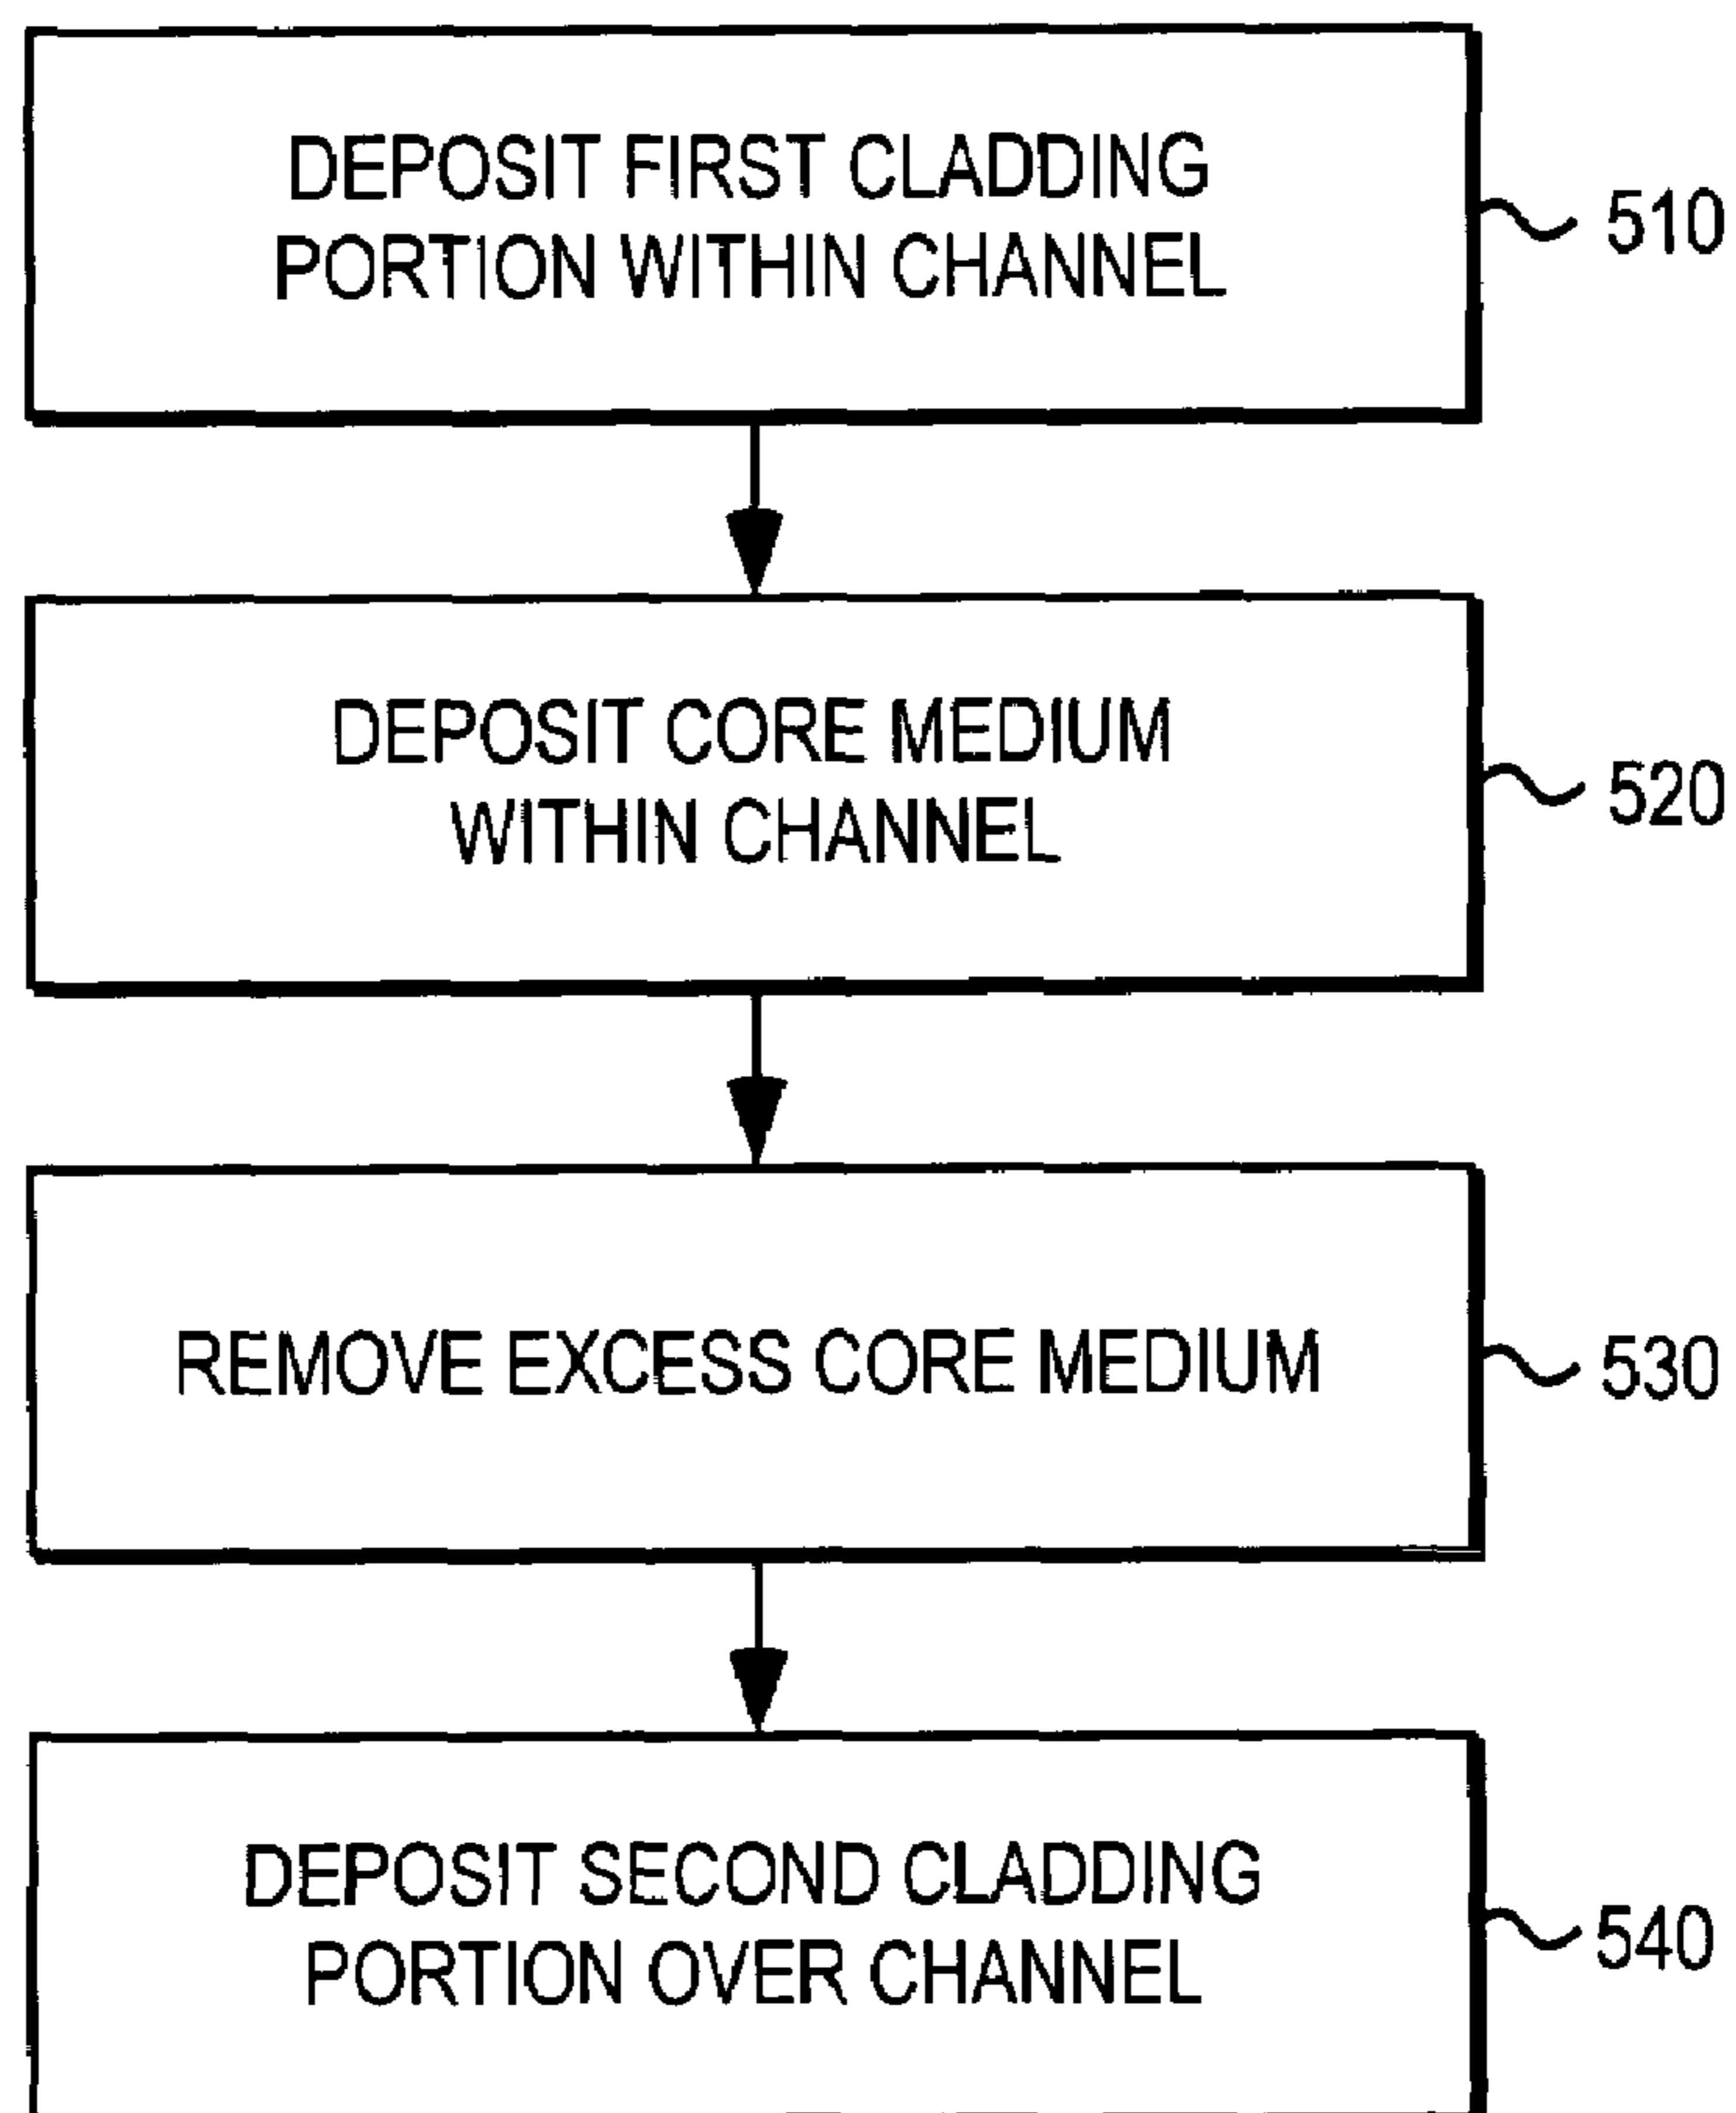 DEPOSIT FIRST CLADDING
PORTION WITHIN CHANNEL
510
DEPOSIT CORE MEDIUM
WITHIN CHANNEL
520
REMOVE EXCESS CORE MEDIUM
530
DEPOSIT SECOND CLADDING
PORTION OVER CHANNEL
540